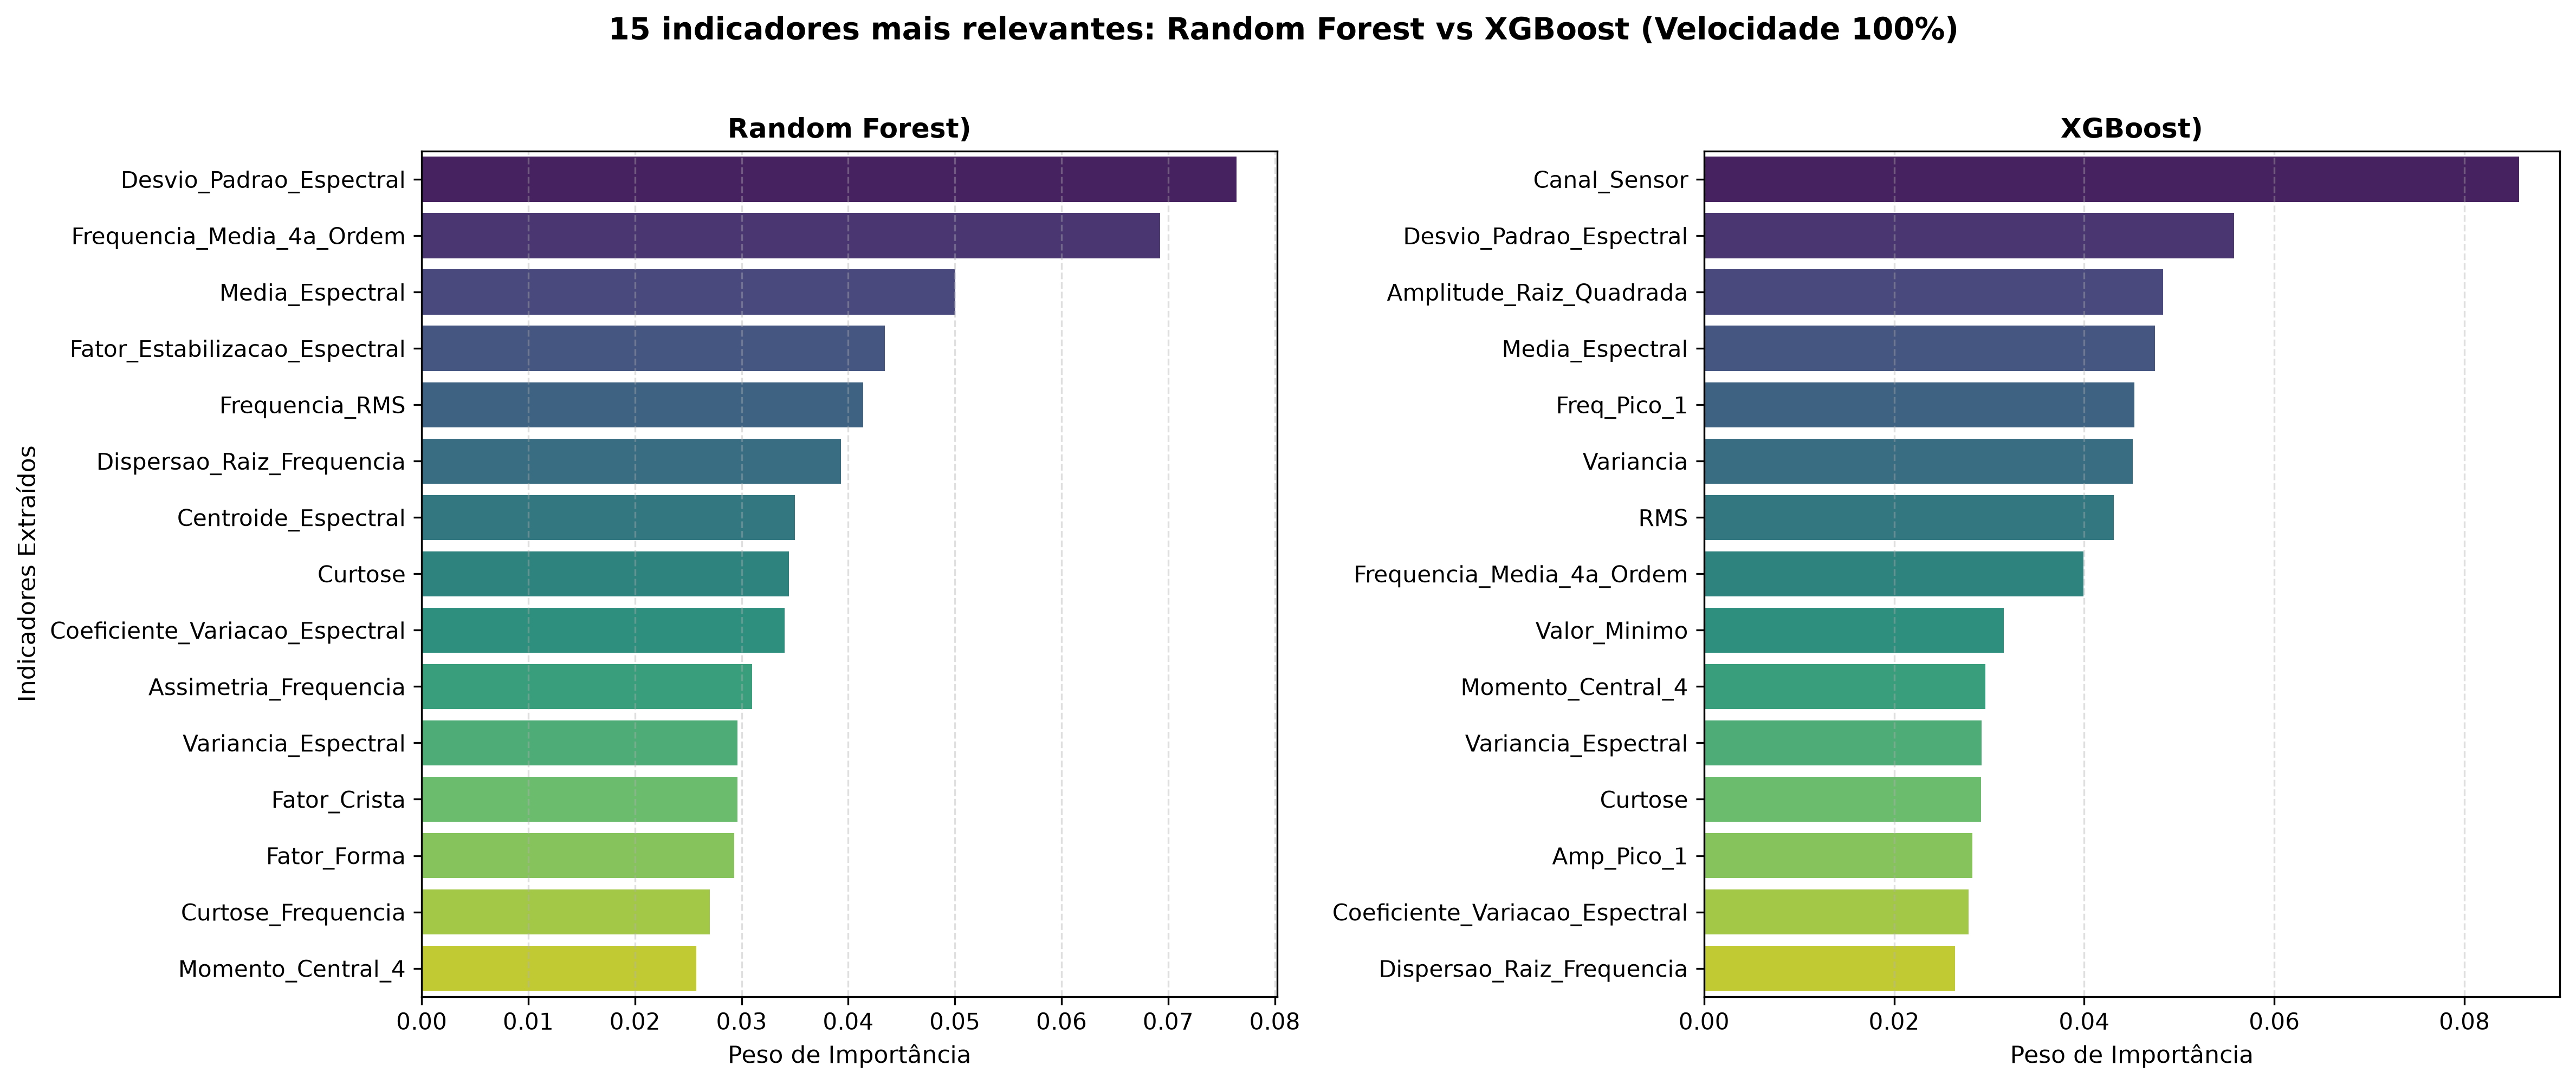 15 indicadores mais relevantes: Random Forest vs XGBoost (Velocidade 100%)
Random Forest)
Indicadores Extraídos
Desvio_Padrao_Espectral
Frequencia_Media_4a_Ordem
Media_Espectral
Fator_Estabilizacao_Espectral
Frequencia_RMS
Dispersao_Raiz_Frequencia
Centroide_Espectral
Curtose
Coeficiente_Variacao_Espectral
Assimetria_Frequencia
Variancia_Espectral
Fator_Crista
Fator_Forma
Curtose_Frequencia
Momento_Central_4
0.00 0.01 0.02 0.03 0.04 0.05 0.06 0.07 0.08
Peso de Importância
XGBoost)
Canal_Sensor
Desvio_Padrao_Espectral
Amplitude_Raiz_Quadrada
Media_Espectral
Freq_Pico_1
Variancia
RMS
Frequencia_Media_4a_Ordem
Valor_Minimo
Momento_Central_4
Variancia_Espectral
Curtose
Amp_Pico_1
Coeficiente_Variacao_Espectral
Dispersao_Raiz_Frequencia
0.00 0.02 0.04 0.06 0.08
Peso de Importância